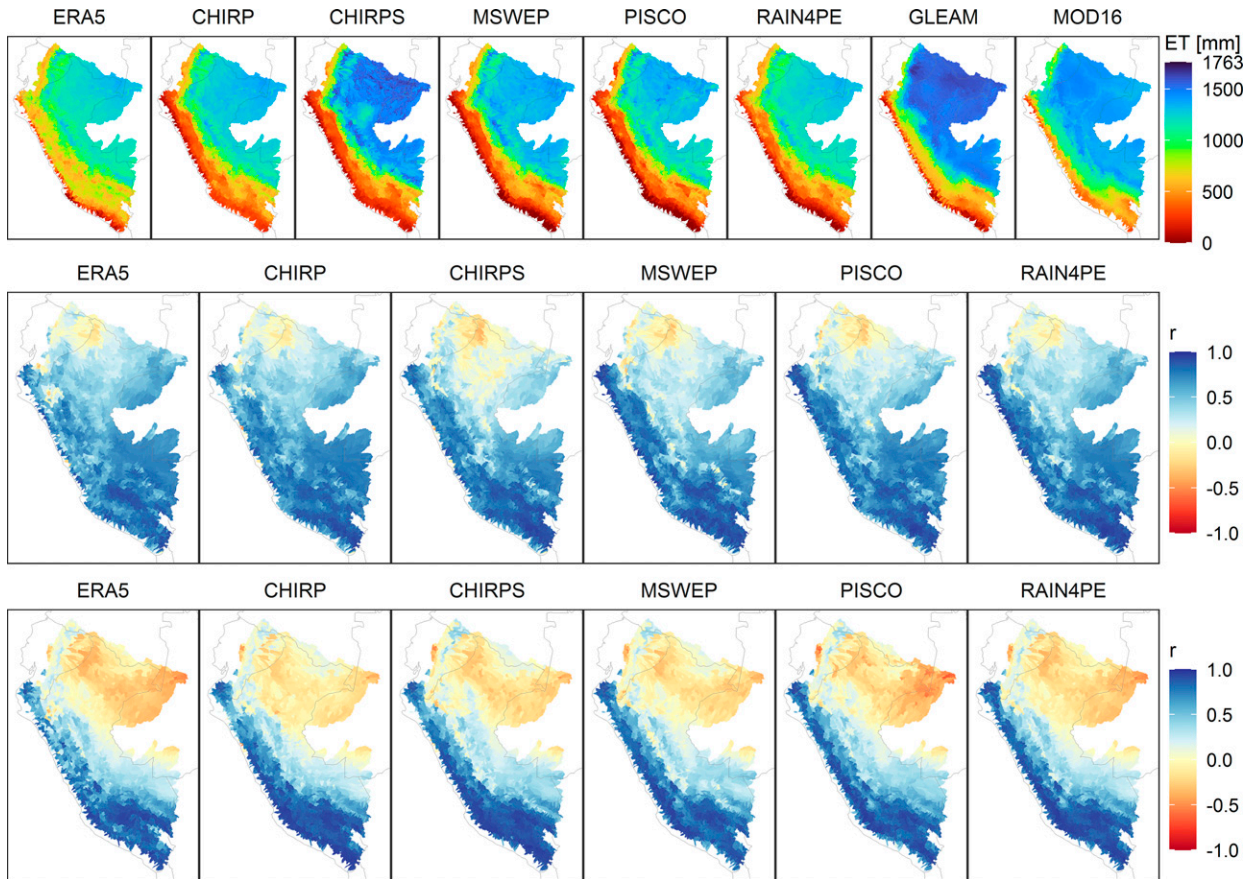 ERA5 CHIRP CHIRPS MSWEP PISCO RAIN4PE GLEAM MOD16
ET [mm]
1763
1500
1000
500
0
ERA5 CHIRP CHIRPS MSWEP PISCO RAIN4PE
r
1.0
0.5
0.0
-0.5
-1.0
ERA5 CHIRP CHIRPS MSWEP PISCO RAIN4PE
r
1.0
0.5
0.0
-0.5
-1.0